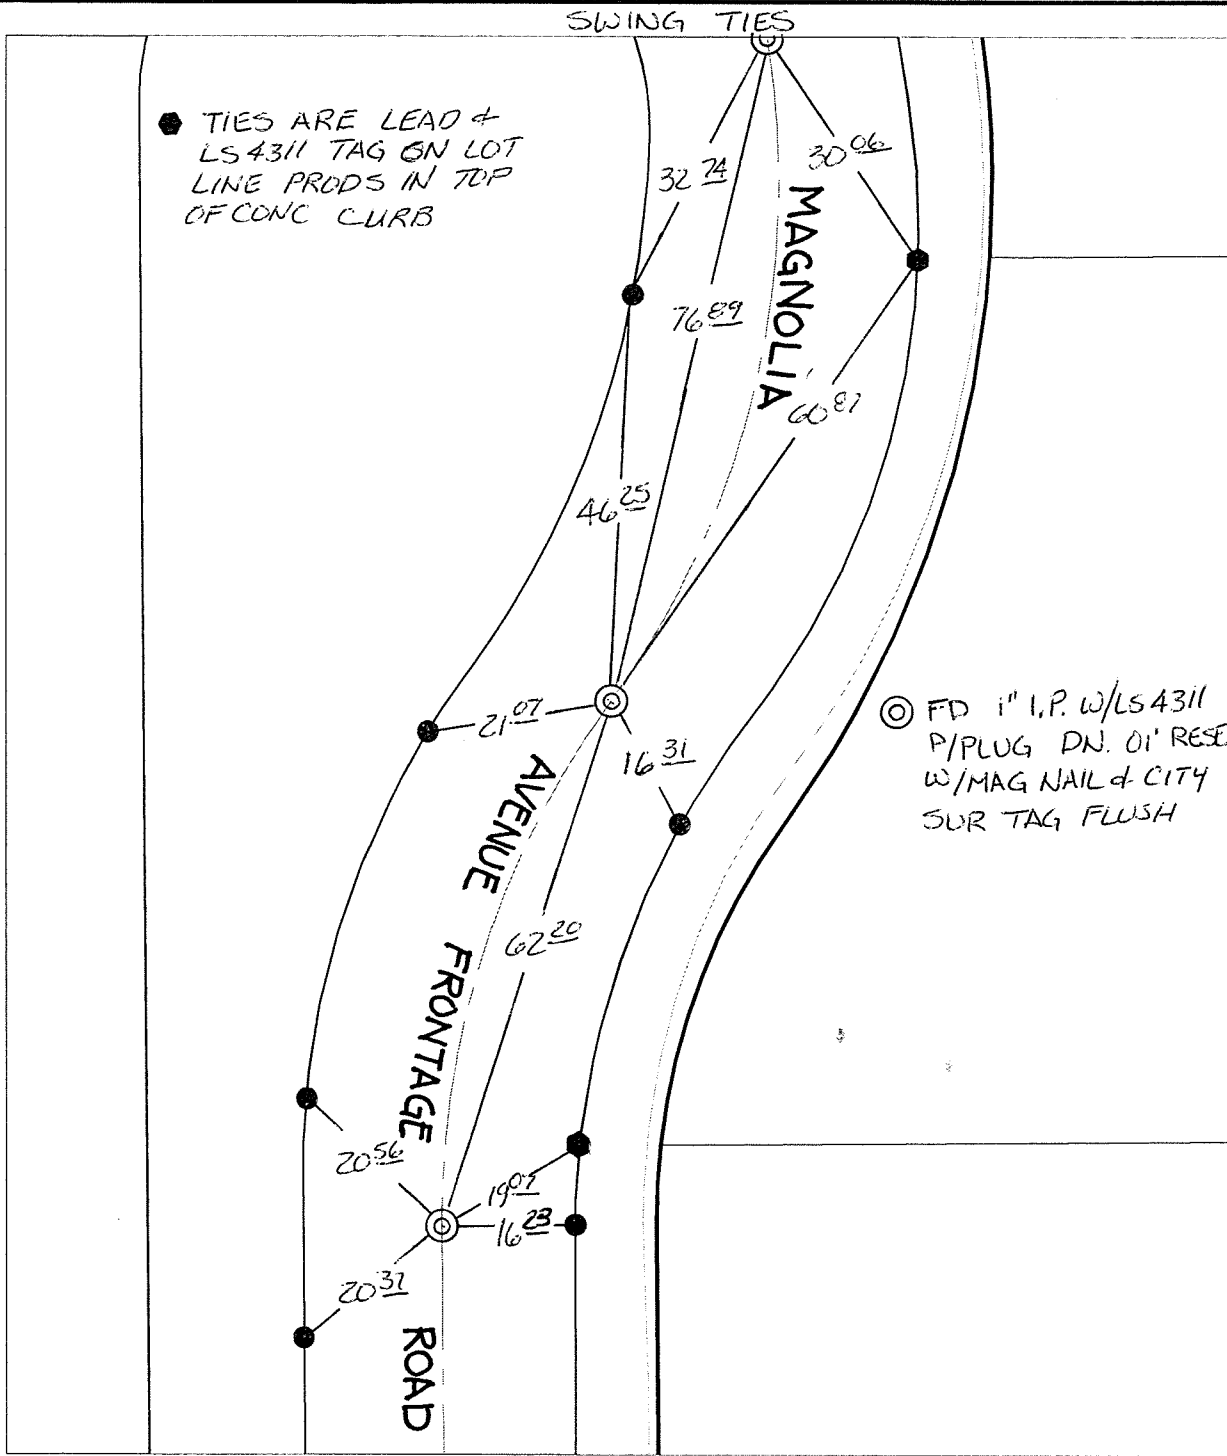 SWING TIES
TIES ARE LEAD &
LS 4311 TAG ON LOT
LINE PRODS IN TOP
OF CONC CURB
32 74
30 06
MAGNOLIA
76 89
60 87
46 25
21 07
16 31
FD 1" I.P. W/LS 4311
P/PLUG DN. 01' RESE
W/MAG NAIL & CITY
SUR TAG FLUSH
AVENUE
62 20
FRONTAGE
20 56
19 07
16 23
20 37
ROAD